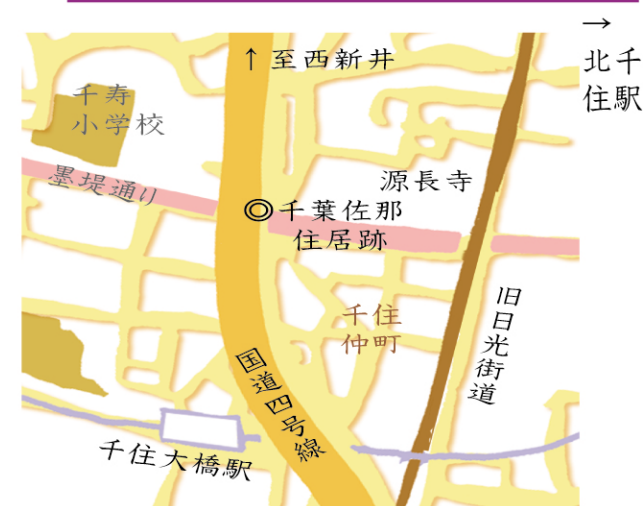 →
北千
住駅
↑至西新井
千寿
小学校
墨堤通り
源長寺
◎千葉佐那
住居跡
千住
仲町
旧日光街道
国道四号線
千住大橋駅